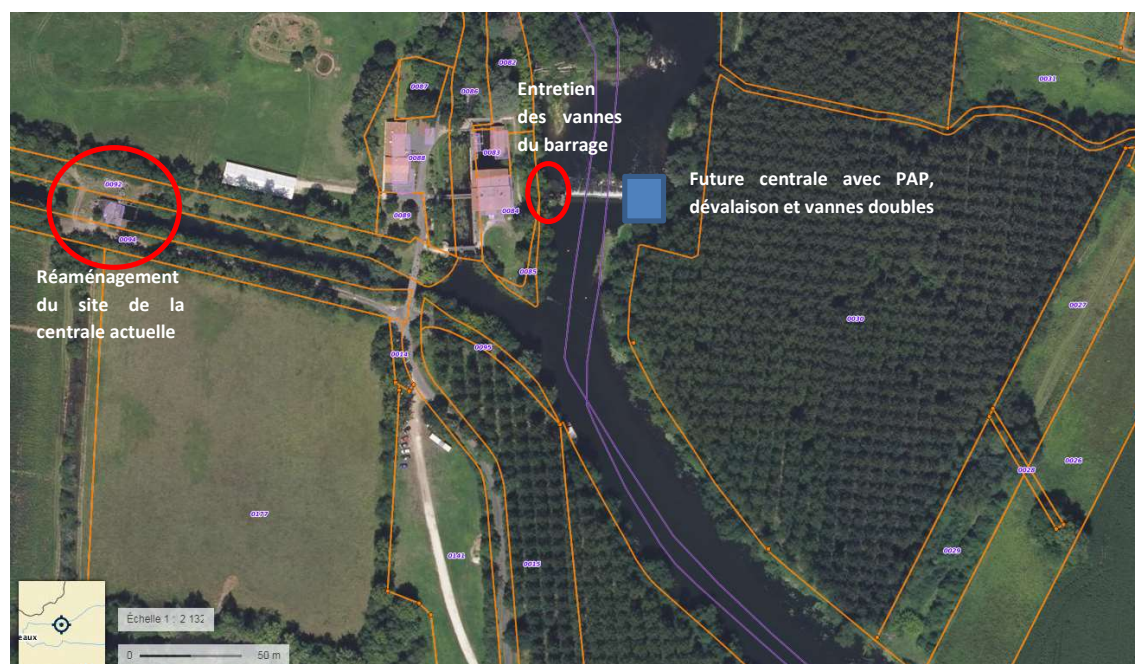 0087
0082
0086
0031
Entretien
des vannes
du barrage
0088
0083
0092
Future centrale avec PAP,
dévalaison et vannes doubles
0089
0084
0094
0085
Réaménagement
du site de la
centrale actuelle
0027
0030
0095
0014
0028
0026
0177
0141
0015
0029
Échelle 1 : 2 132
eaux
0
50 m